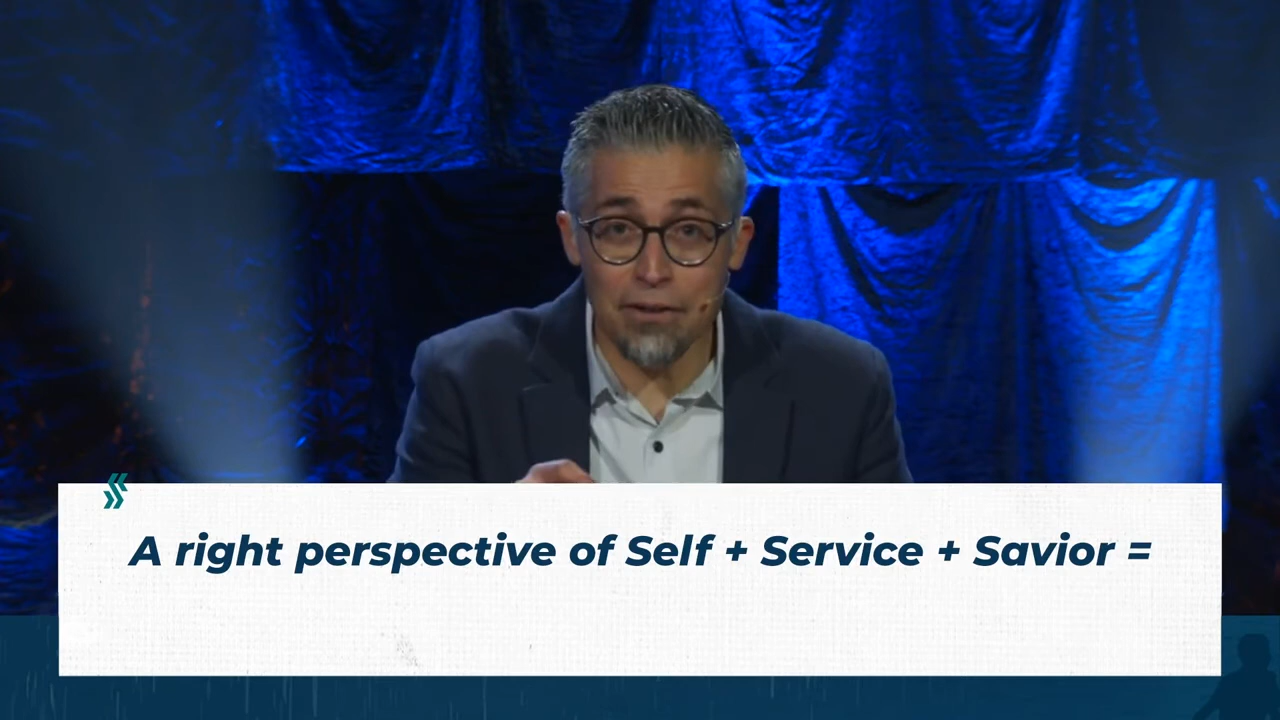 A right perspective of Self + Service + Savior =